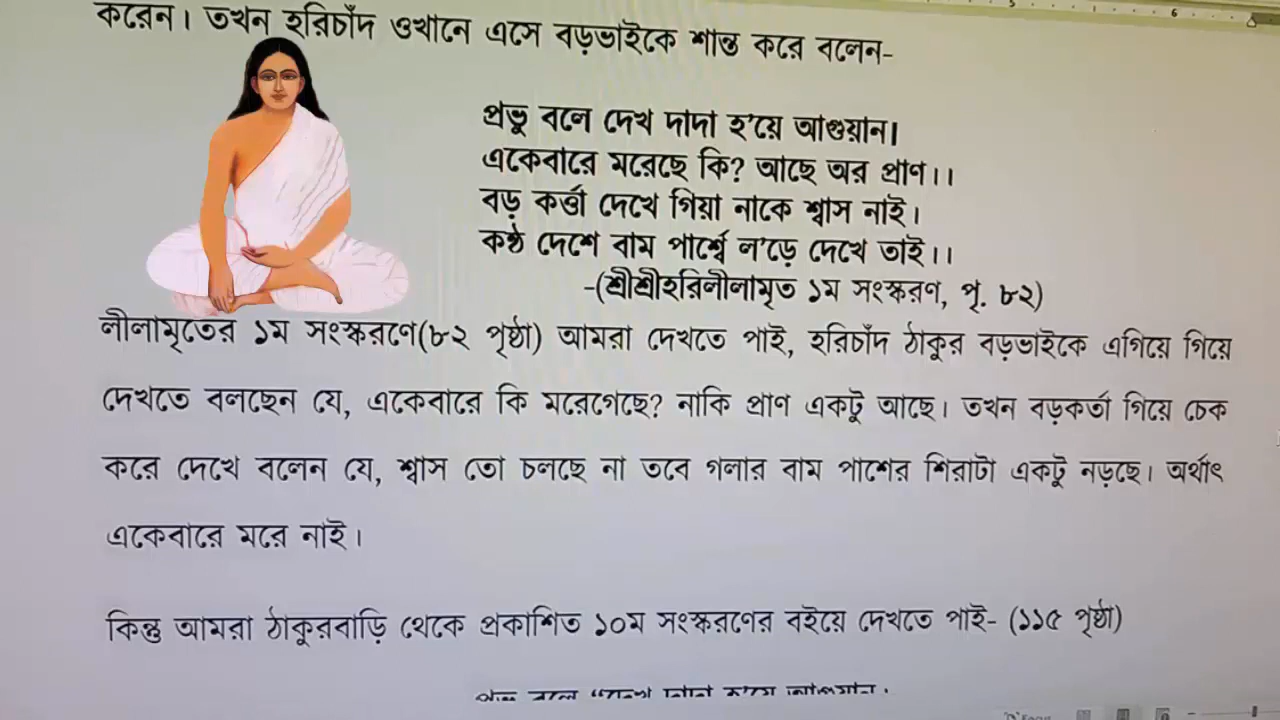 করেন। তখন হরিচাঁদ ওখানে এসে বড়ভাইকে শান্ত করে বলেন-
প্রভু বলে দেখ দাদা হ'য়ে আগুয়ান।
একেবারে মরেছে কি? আছে অর প্রাণ।।
বড় কর্ত্তা দেখে গিয়া নাকে শ্বাস নাই।
কণ্ঠ দেশে বাম পার্শ্বে ল'ড়ে দেখে তাই।।
-(শ্রীশ্রীহরিলীলামৃত ১ম সংস্করণ, পৃ. ৮২)
লীলামৃতের ১ম সংস্করণে(৮২ পৃষ্ঠা) আমরা দেখতে পাই, হরিচাঁদ ঠাকুর বড়ভাইকে এগিয়ে গিয়ে
দেখতে বলছেন যে, একেবারে কি মরেগেছে? নাকি প্রাণ একটু আছে। তখন বড়কর্তা গিয়ে চেক
করে দেখে বলেন যে, শ্বাস তো চলছে না তবে গলার বাম পাশের শিরাটা একটু নড়ছে। অর্থাৎ
একেবারে মরে নাই।
কিন্তু আমরা ঠাকুরবাড়ি থেকে প্রকাশিত ১০ম সংস্করণের বইয়ে দেখতে পাই- (১১৫ পৃষ্ঠা)
5
6